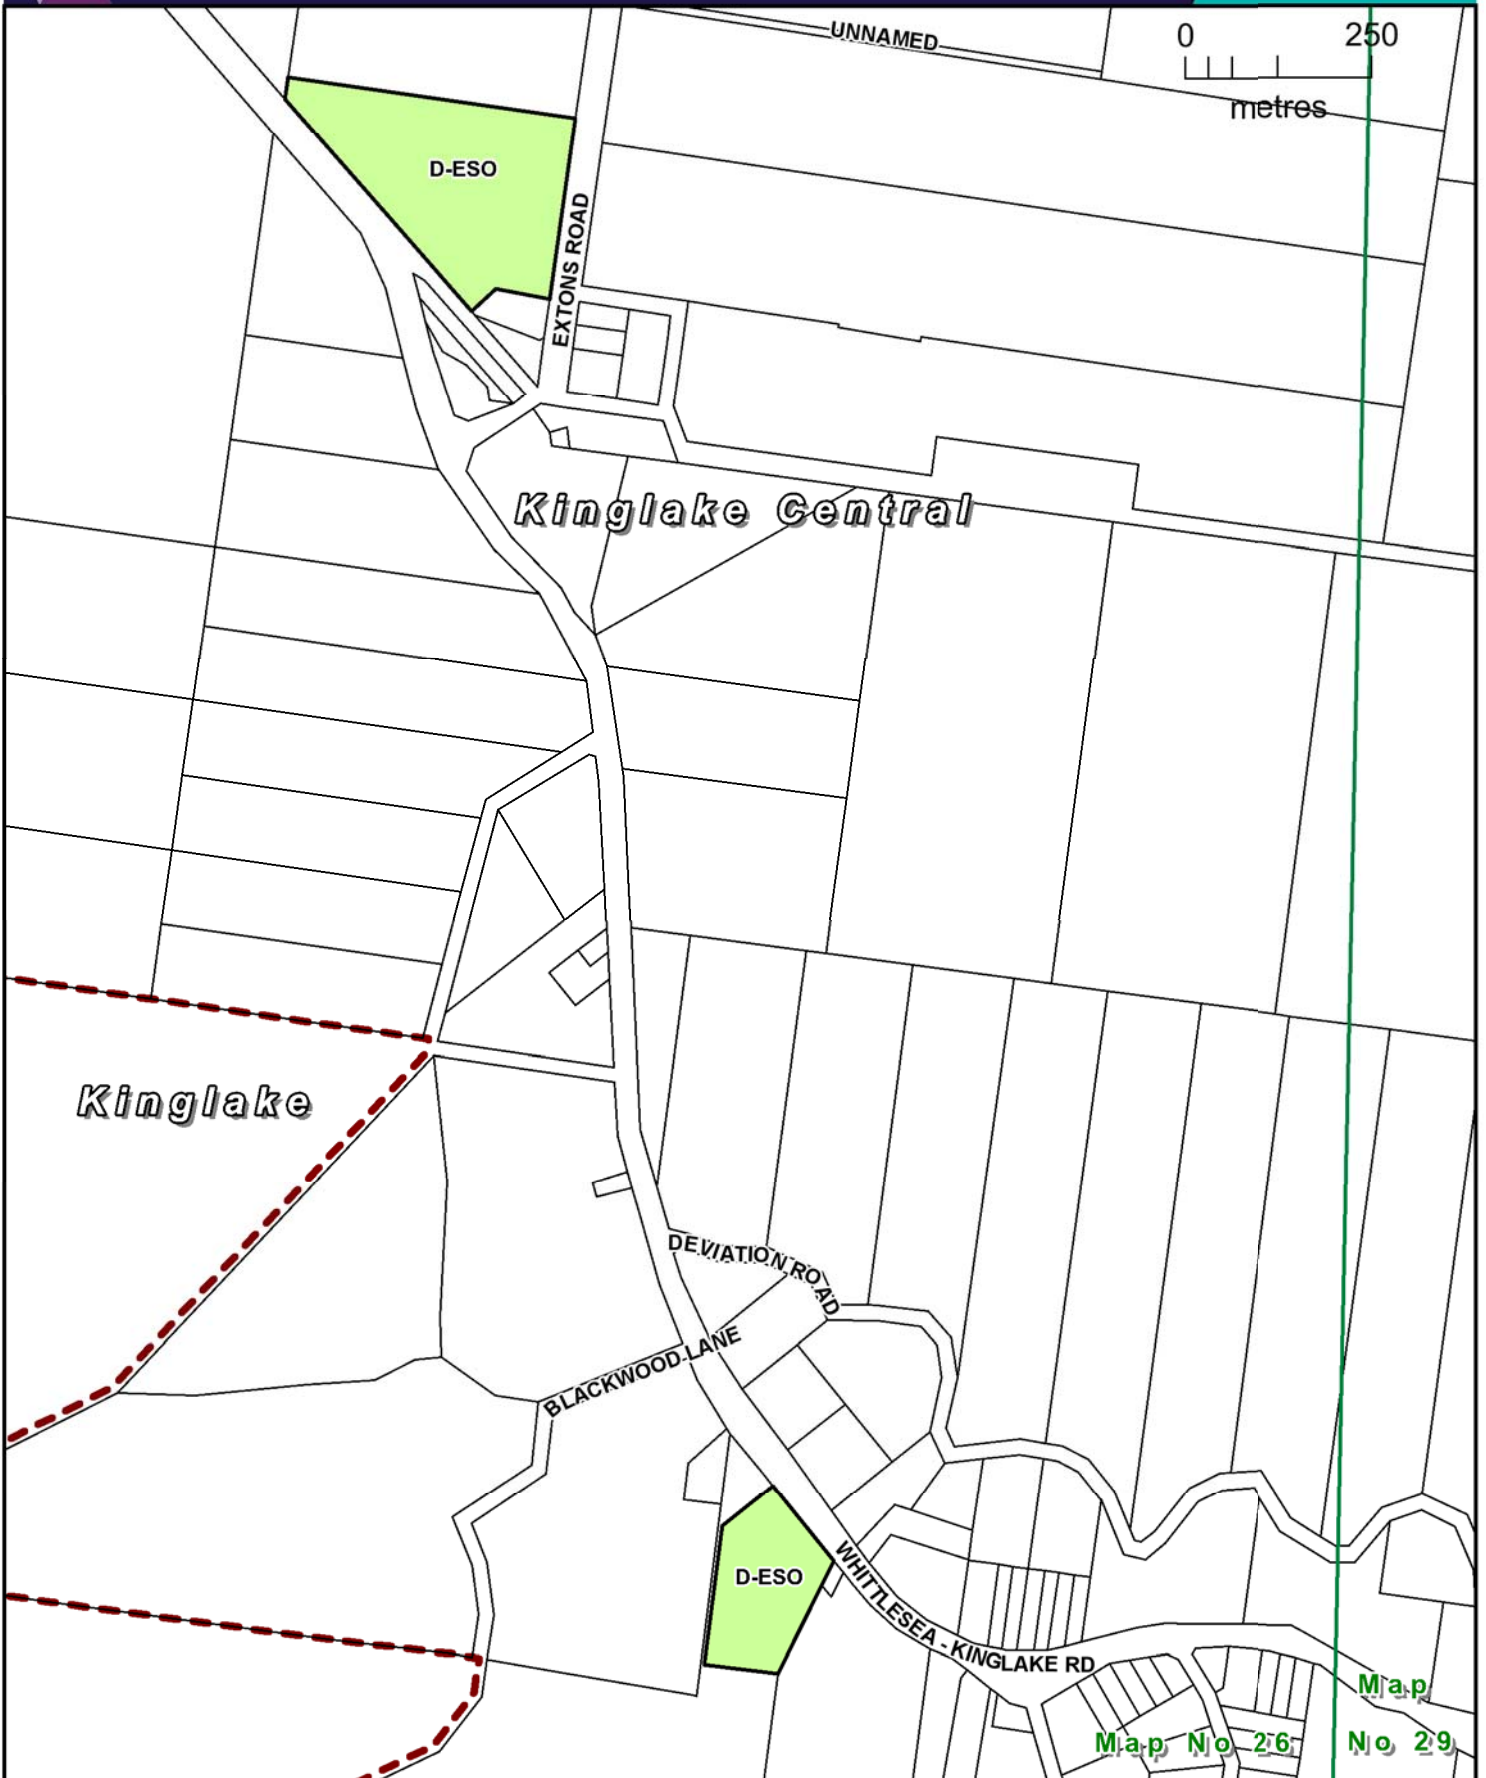 UNNAMED
0 250
metres
D-ESO
EXTONS ROAD
Kinglake Central
Kinglake
DEVIATION ROAD
BLACKWOOD LANE
D-ESO
WHITTLESEA - KINGLAKE RD
Map No 26
Map
No 29